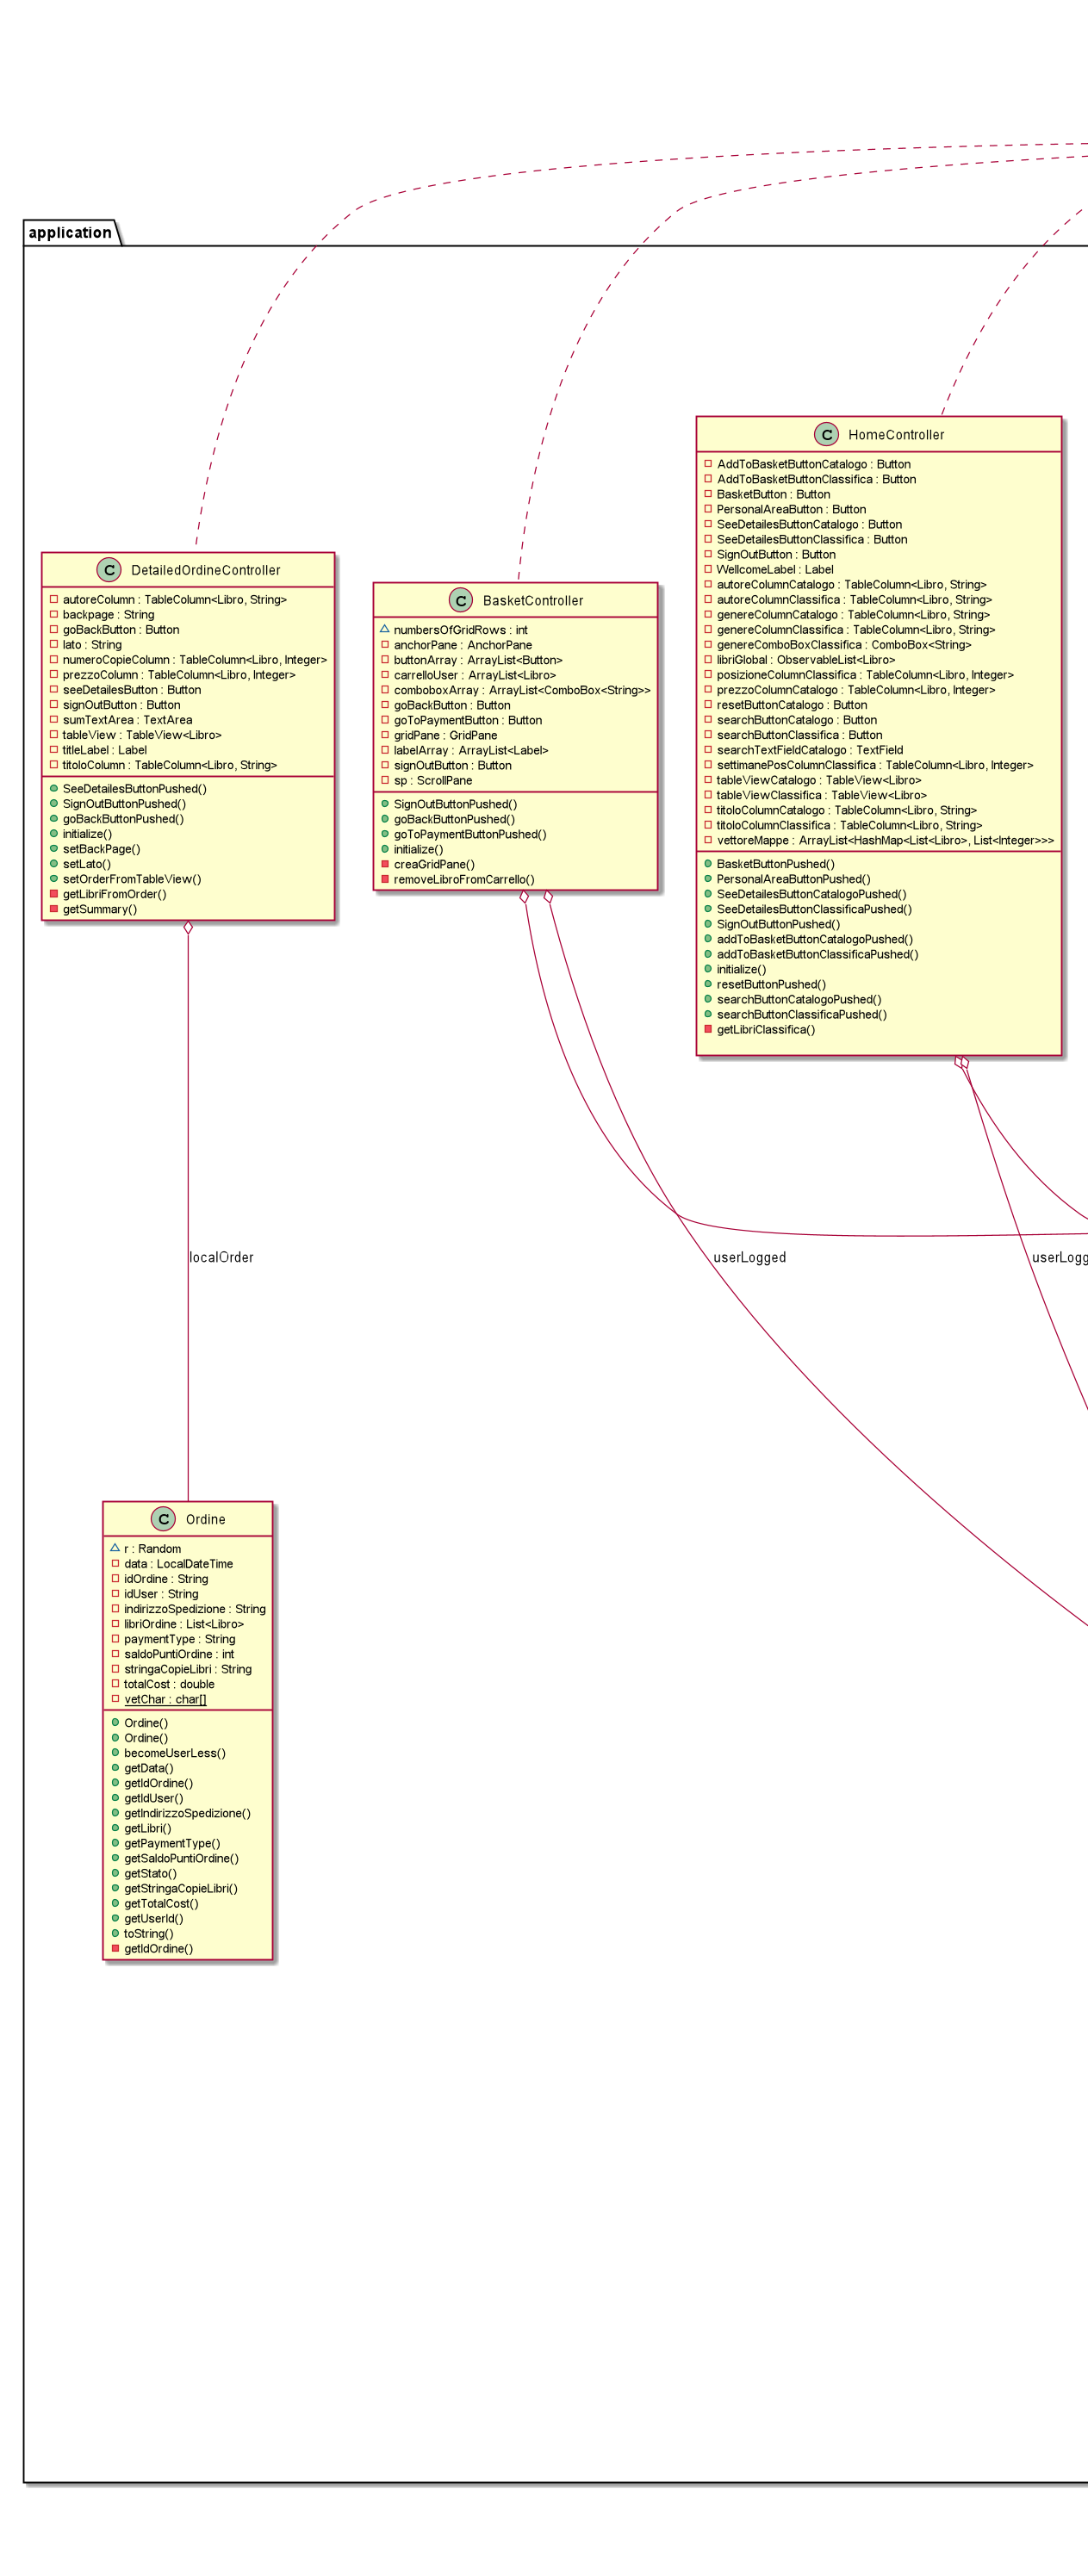 application
C HomeController
AddToBasketButtonCatalogo : Button
AddToBasketButtonClassifica : Button
BasketButton : Button
PersonalAreaButton : Button
SeeDetailesButtonCatalogo : Button
SeeDetailesButtonClassifica : Button
SignOutButton : Button
WellcomeLabel : Label
autoreColumnCatalogo : TableColumn<Libro, String>
autoreColumnClassifica : TableColumn<Libro, String>
genereColumnCatalogo : TableColumn<Libro, String>
genereColumnClassifica : TableColumn<Libro, String>
genereComboBoxClassifica : ComboBox<String>
libriGlobal : ObservableList<Libro>
posizioneColumnClassifica : TableColumn<Libro, Integer>
prezzoColumnCatalogo : TableColumn<Libro, Integer>
resetButtonCatalogo : Button
searchButtonCatalogo : Button
searchButtonClassifica : Button
searchTextFieldCatalogo : TextField
settimanePosColumnClassifica : TableColumn<Libro, Integer>
tableViewCatalogo : TableView<Libro>
tableViewClassifica : TableView<Libro>
titoloColumnCatalogo : TableColumn<Libro, String>
titoloColumnClassifica : TableColumn<Libro, String>
vettoreMappe : ArrayList<HashMap<List<Libro>, List<Integer>>>
BasketButtonPushed()
PersonalAreaButtonPushed()
SeeDetailesButtonCatalogoPushed()
SeeDetailesButtonClassificaPushed()
SignOutButtonPushed()
addToBasketButtonCatalogoPushed()
addToBasketButtonClassificaPushed()
initialize()
resetButtonPushed()
searchButtonCatalogoPushed()
searchButtonClassificaPushed()
getLibriClassifica()
C DetailedOrdineController
autoreColumn : TableColumn<Libro, String>
backpage : String
goBackButton : Button
lato : String
numeroCopieColumn : TableColumn<Libro, Integer>
prezzoColumn : TableColumn<Libro, Integer>
seeDetailesButton : Button
signOutButton : Button
sumTextArea : TextArea
tableView : TableView<Libro>
titleLabel : Label
titoloColumn : TableColumn<Libro, String>
SeeDetailesButtonPushed()
SignOutButtonPushed()
goBackButtonPushed()
initialize()
setBackPage()
setLato()
setOrderFromTableView()
getLibriFromOrder()
getSummary()
C BasketController
numbersOfGridRows : int
anchorPane : AnchorPane
buttonArray : ArrayList<Button>
carrelloUser : ArrayList<Libro>
comboboxArray : ArrayList<ComboBox<String>>
goBackButton : Button
goToPaymentButton : Button
gridPane : GridPane
labelArray : ArrayList<Label>
signOutButton : Button
sp : ScrollPane
SignOutButtonPushed()
goBackButtonPushed()
goToPaymentButtonPushed()
initialize()
creaGridPane()
removeLibroFromCarrello()
localOrder
userLogged
userLogg
C Ordine
r : Random
data : LocalDateTime
idOrdine : String
idUser : String
indirizzoSpedizione : String
libriOrdine : List<Libro>
paymentType : String
saldoPuntiOrdine : int
stringaCopieLibri : String
totalCost : double
vetChar : char[]
Ordine()
Ordine()
becomeUserLess()
getData()
getIdOrdine()
getIdUser()
getIndirizzoSpedizione()
getLibri()
getPaymentType()
getSaldoPuntiOrdine()
getStato()
getStringaCopieLibri()
getTotalCost()
getUserId()
toString()
getIdOrdine()